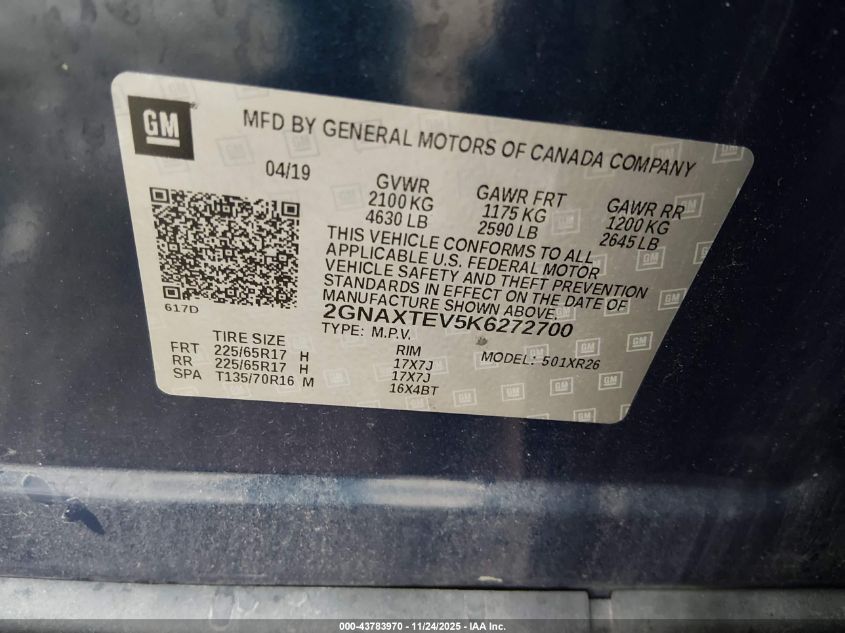 GM
MFD BY GENERAL MOTORS OF CANADA COMPANY
04/19
GVWR
2100 KG
4630 LB
GAWR FRT
1175 KG
2590 LB
GAWR RR
1200 KG
2645 LB
THIS VEHICLE CONFORMS TO ALL
APPLICABLE U.S. FEDERAL MOTOR
VEHICLE SAFETY AND THEFT PREVENTION
STANDARDS IN EFFECT ON THE DATE OF
MANUFACTURE SHOWN ABOVE.
617D
2GNAXTEV5K6272700
TYPE: M.P.V.
MODEL: 501XR26
TIRE SIZE RIM
FRT 225/65R17 H 17X7J
RR 225/65R17 H 17X7J
SPA T135/70R16 M 16X4BT
000-43783970 - 11/24/2025 - IAA Inc.